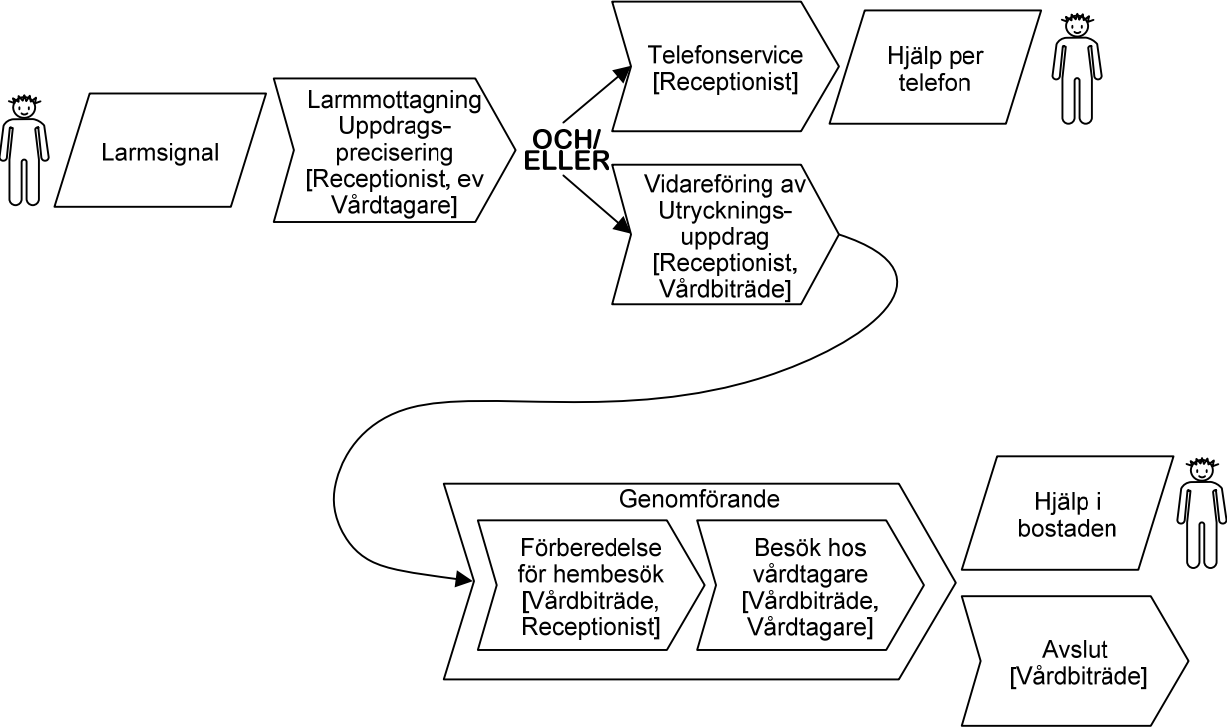 Larmsignal
Larmmottagning
Uppdrags-
precisering
[Receptionist, ev
Vårdtagare]
OCH/
ELLER
Telefonservice
[Receptionist]
Hjälp per
telefon
Vidareföring av
Utrycknings-
uppdrag
[Receptionist,
Vårdbiträde]
Genomförande
Förberedelse
för hembesök
[Vårdbiträde,
Receptionist]
Besök hos
vårdtagare
[Vårdbiträde,
Vårdtagare]
Hjälp i
bostaden
Avslut
[Vårdbiträde]